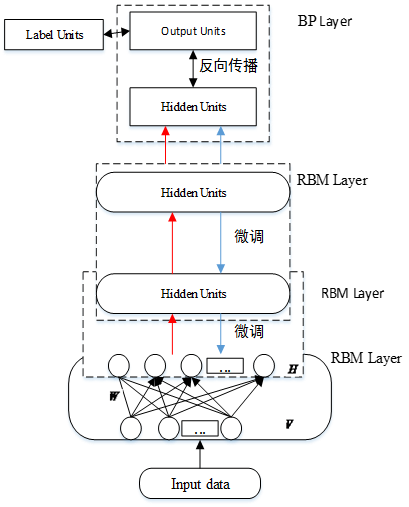 BP Layer
Label Units
Output Units
反向传播
Hidden Units
RBM Layer
Hidden Units
微调
RBM Layer
Hidden Units
微调
RBM Layer
...
H
W
...
V
Input data